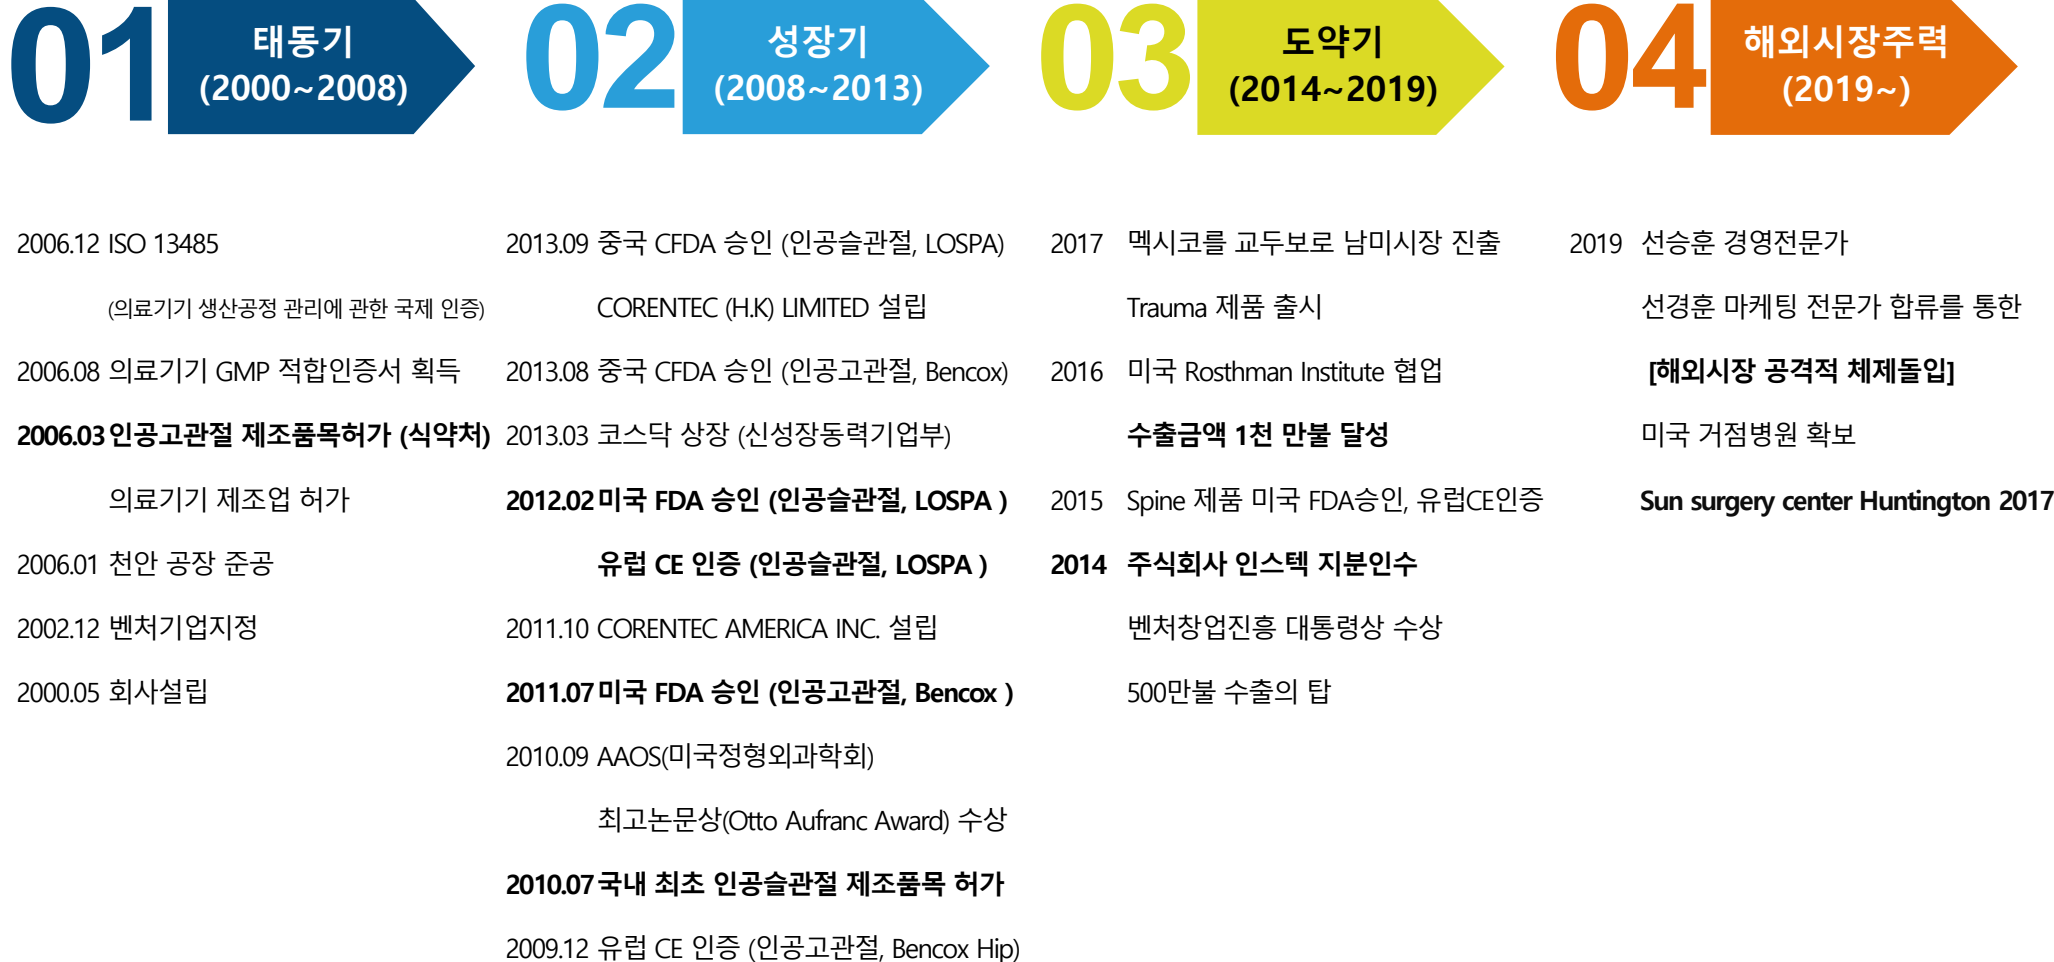 01
태동기
(2000~2008)
2006.12 ISO 13485
(의료기기 생산공정 관리에 관한 국제 인증)
2006.08 의료기기 GMP 적합인증서 획득
2006.03 인공고관절 제조품목허가 (식약처)
의료기기 제조업 허가
2006.01 천안 공장 준공
2002.12 벤처기업지정
2000.05 회사설립
02
성장기
(2008~2013)
2013.09 중국 CFDA 승인 (인공슬관절, LOSPA)
CORENTEC (H.K) LIMITED 설립
2013.08 중국 CFDA 승인 (인공고관절, Bencox)
2013.03 코스닥 상장 (신성장동력기업부)
2012.02 미국 FDA 승인 (인공슬관절, LOSPA )
유럽 CE 인증 (인공슬관절, LOSPA )
2011.10 CORENTEC AMERICA INC. 설립
2011.07 미국 FDA 승인 (인공고관절, Bencox )
2010.09 AAOS(미국정형외과학회)
최고논문상(Otto Aufranc Award) 수상
2010.07 국내 최초 인공슬관절 제조품목 허가
2009.12 유럽 CE 인증 (인공고관절, Bencox Hip)
03
도약기
(2014~2019)
2017 멕시코를 교두보로 남미시장 진출
Trauma 제품 출시
2016 미국 Rosthman Institute 협업
수출금액 1천 만불 달성
2015 Spine 제품 미국 FDA승인, 유럽CE인증
2014 주식회사 인스텍 지분인수
벤처창업진흥 대통령상 수상
500만불 수출의 탑
04
해외시장주력
(2019~)
2019 선승훈 경영전문가
선경훈 마케팅 전문가 합류를 통한
[해외시장 공격적 체제돌입]
미국 거점병원 확보
Sun surgery center Huntington 2017